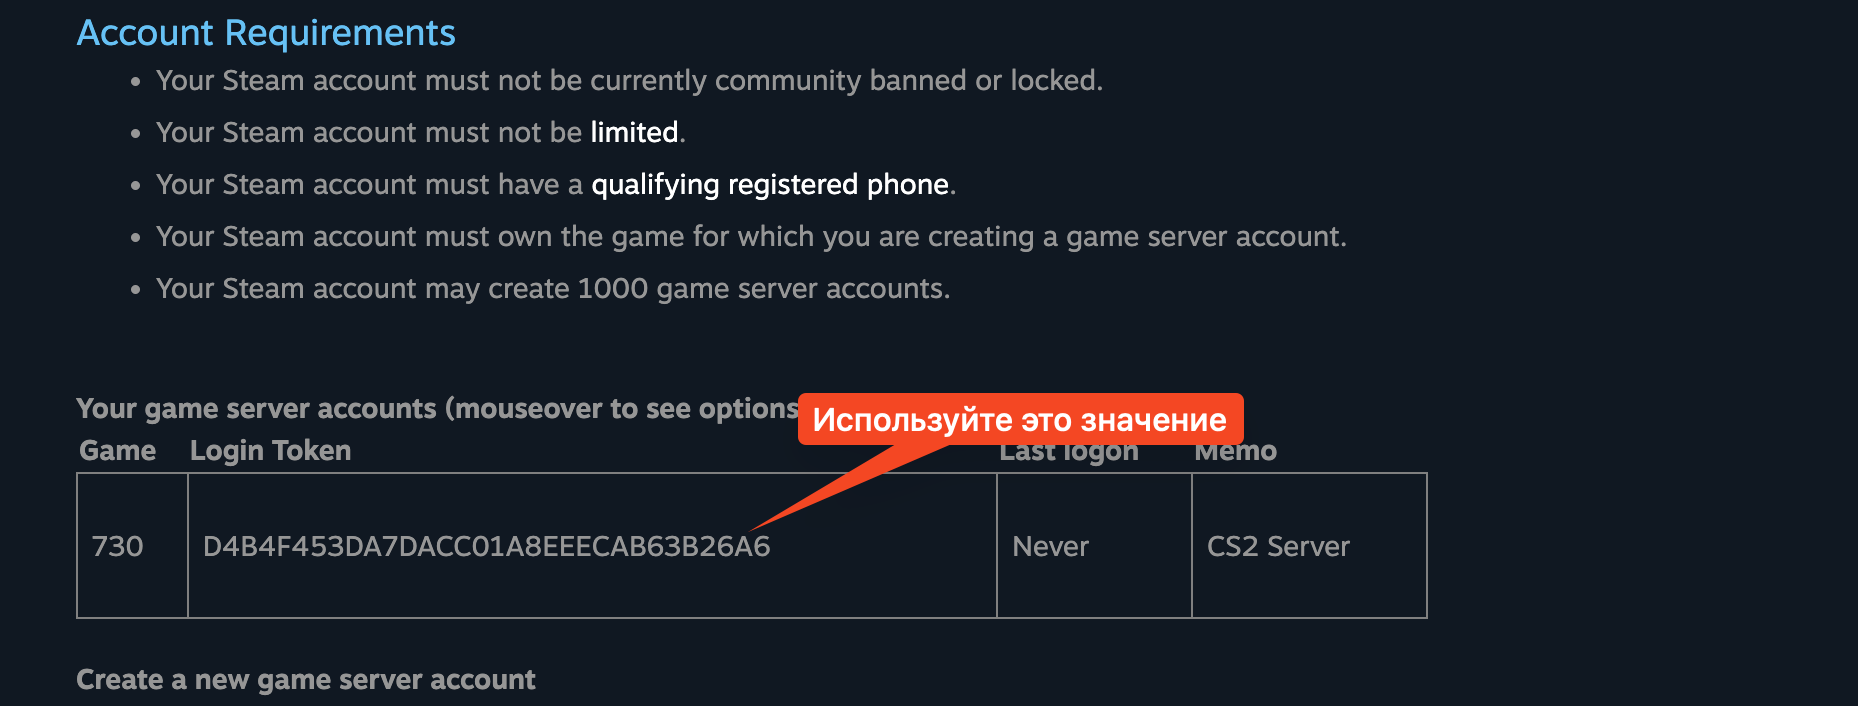 Account Requirements
• Your Steam account must not be currently community banned or locked.
• Your Steam account must not be limited.
• Your Steam account must have a qualifying registered phone.
• Your Steam account must own the game for which you are creating a game server account.
• Your Steam account may create 1000 game server accounts.
Your game server accounts (mouseover to see options
Используйте это значение
Game Login Token Last logon Memo
730 D4B4F453DA7DACC01A8EEECAB63B26A6 Never CS2 Server
Create a new game server account